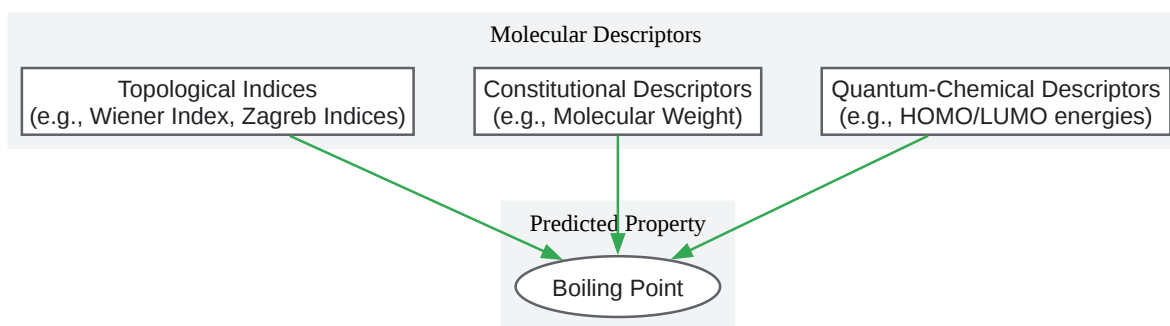 Molecular Descriptors
Topological Indices
(e.g., Wiener Index, Zagreb Indices)
Constitutional Descriptors
(e.g., Molecular Weight)
Quantum-Chemical Descriptors
(e.g., HOMO/LUMO energies)
Predicted Property
Boiling Point